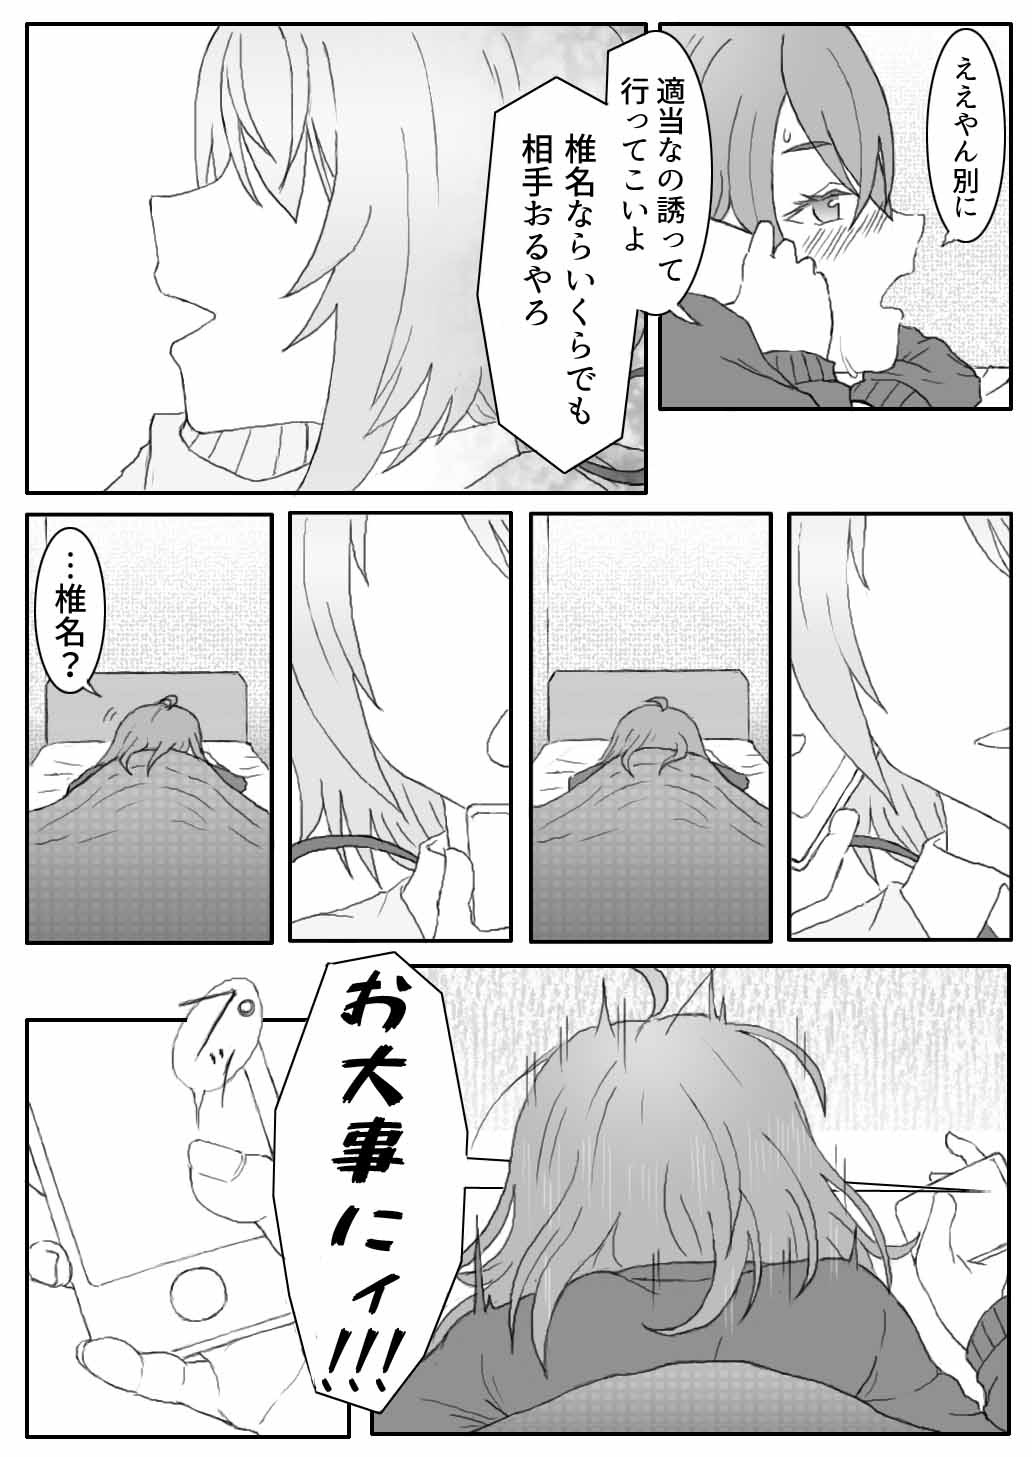 ええやん別に
適当なの誘って
行ってこいよ
椎名ならいくらでも
相手おるやろ
…椎名？
お大事にィ!!!